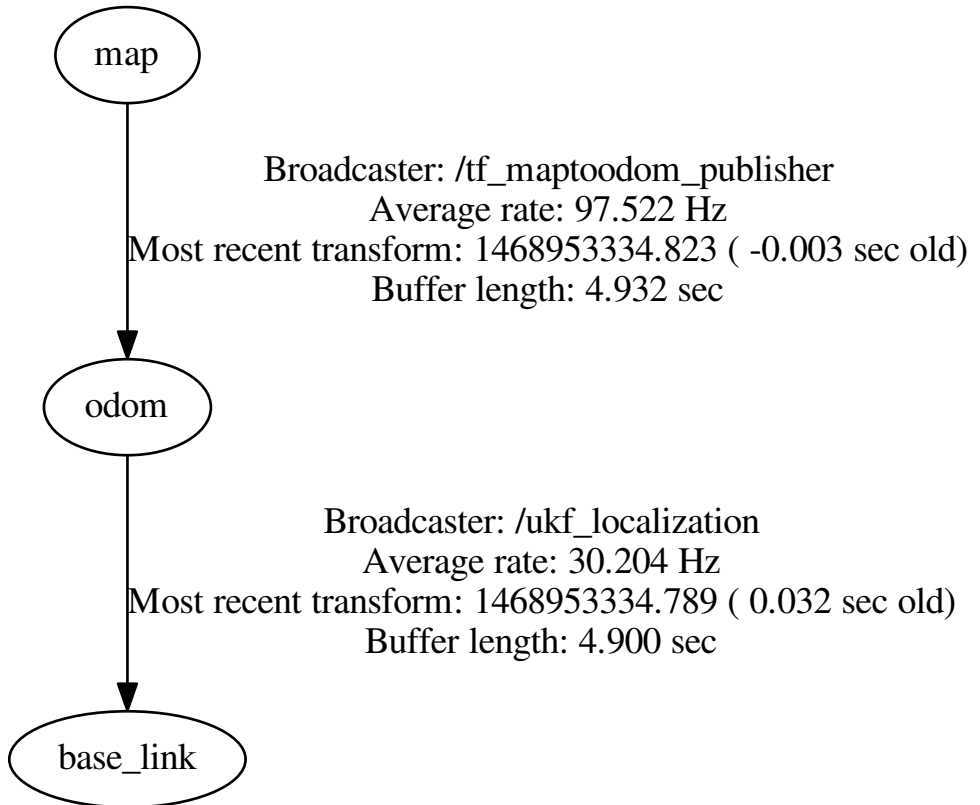 map
Broadcaster: /tf_maptoodom_publisher
Average rate: 97.522 Hz
Most recent transform: 1468953334.823 ( -0.003 sec old)
Buffer length: 4.932 sec
odom
Broadcaster: /ukf_localization
Average rate: 30.204 Hz
Most recent transform: 1468953334.789 ( 0.032 sec old)
Buffer length: 4.900 sec
base_link